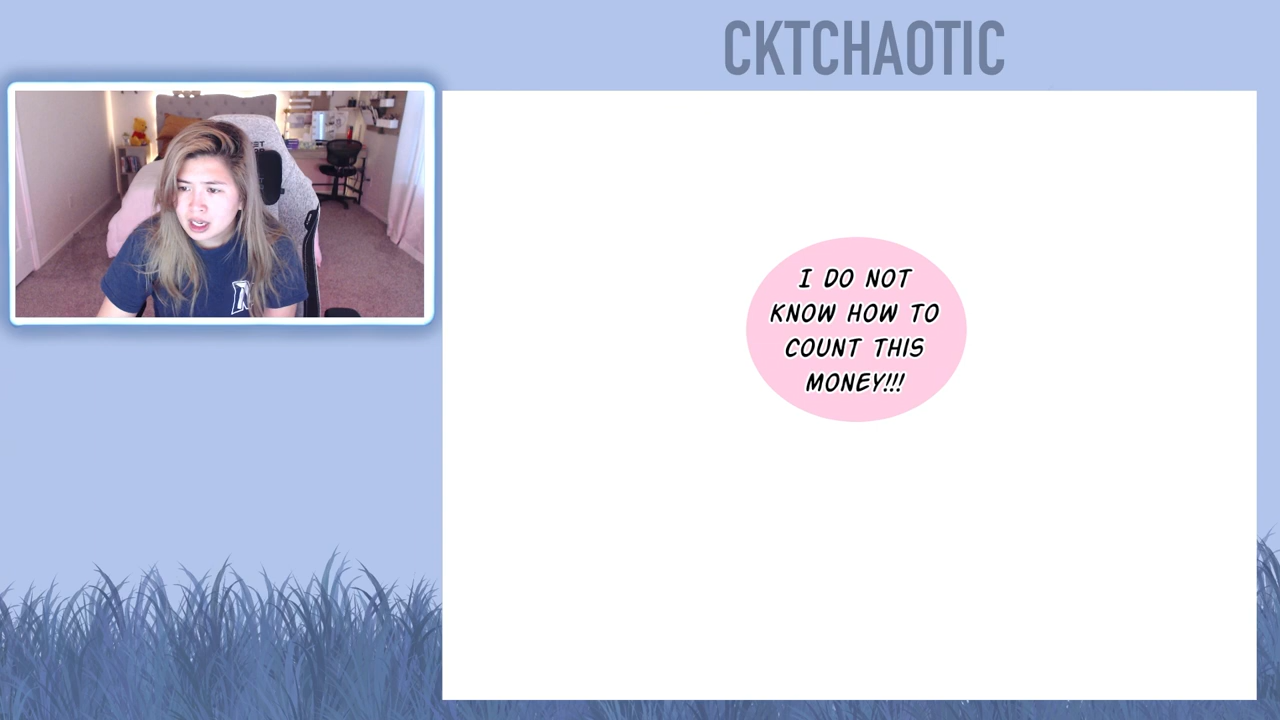 CKTCHAOTIC
I DO NOT
KNOW HOW TO
COUNT THIS
MONEY!!!